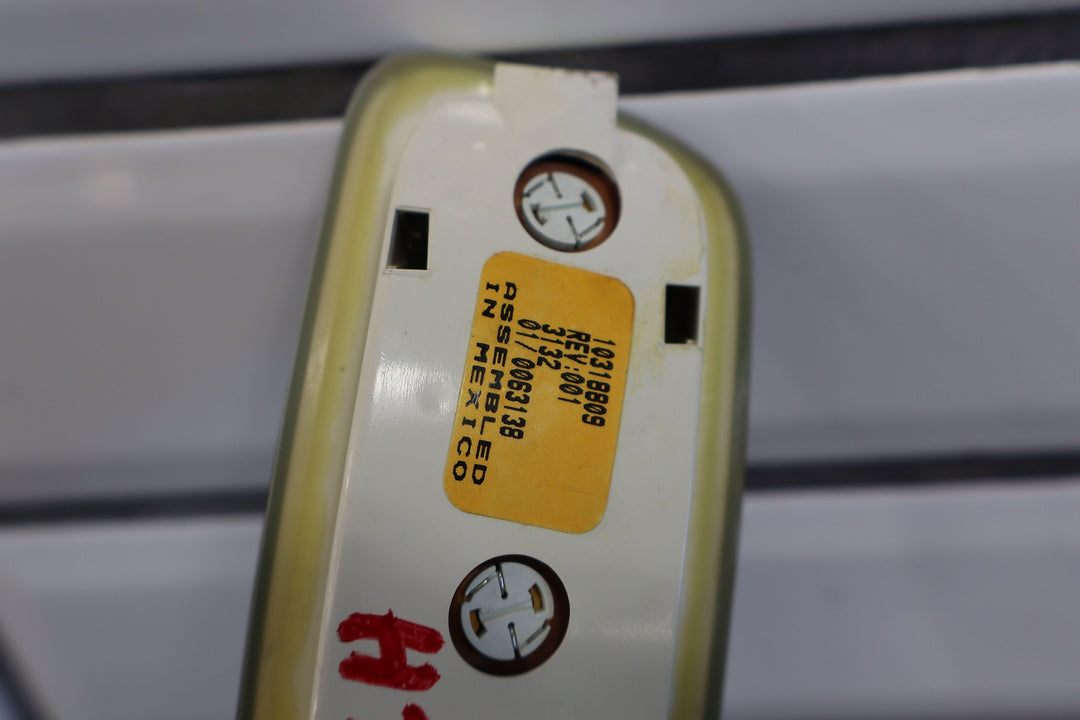 10318809
REV:001
3132
01/0063138
ASSEMBLED
IN MEXICO
H